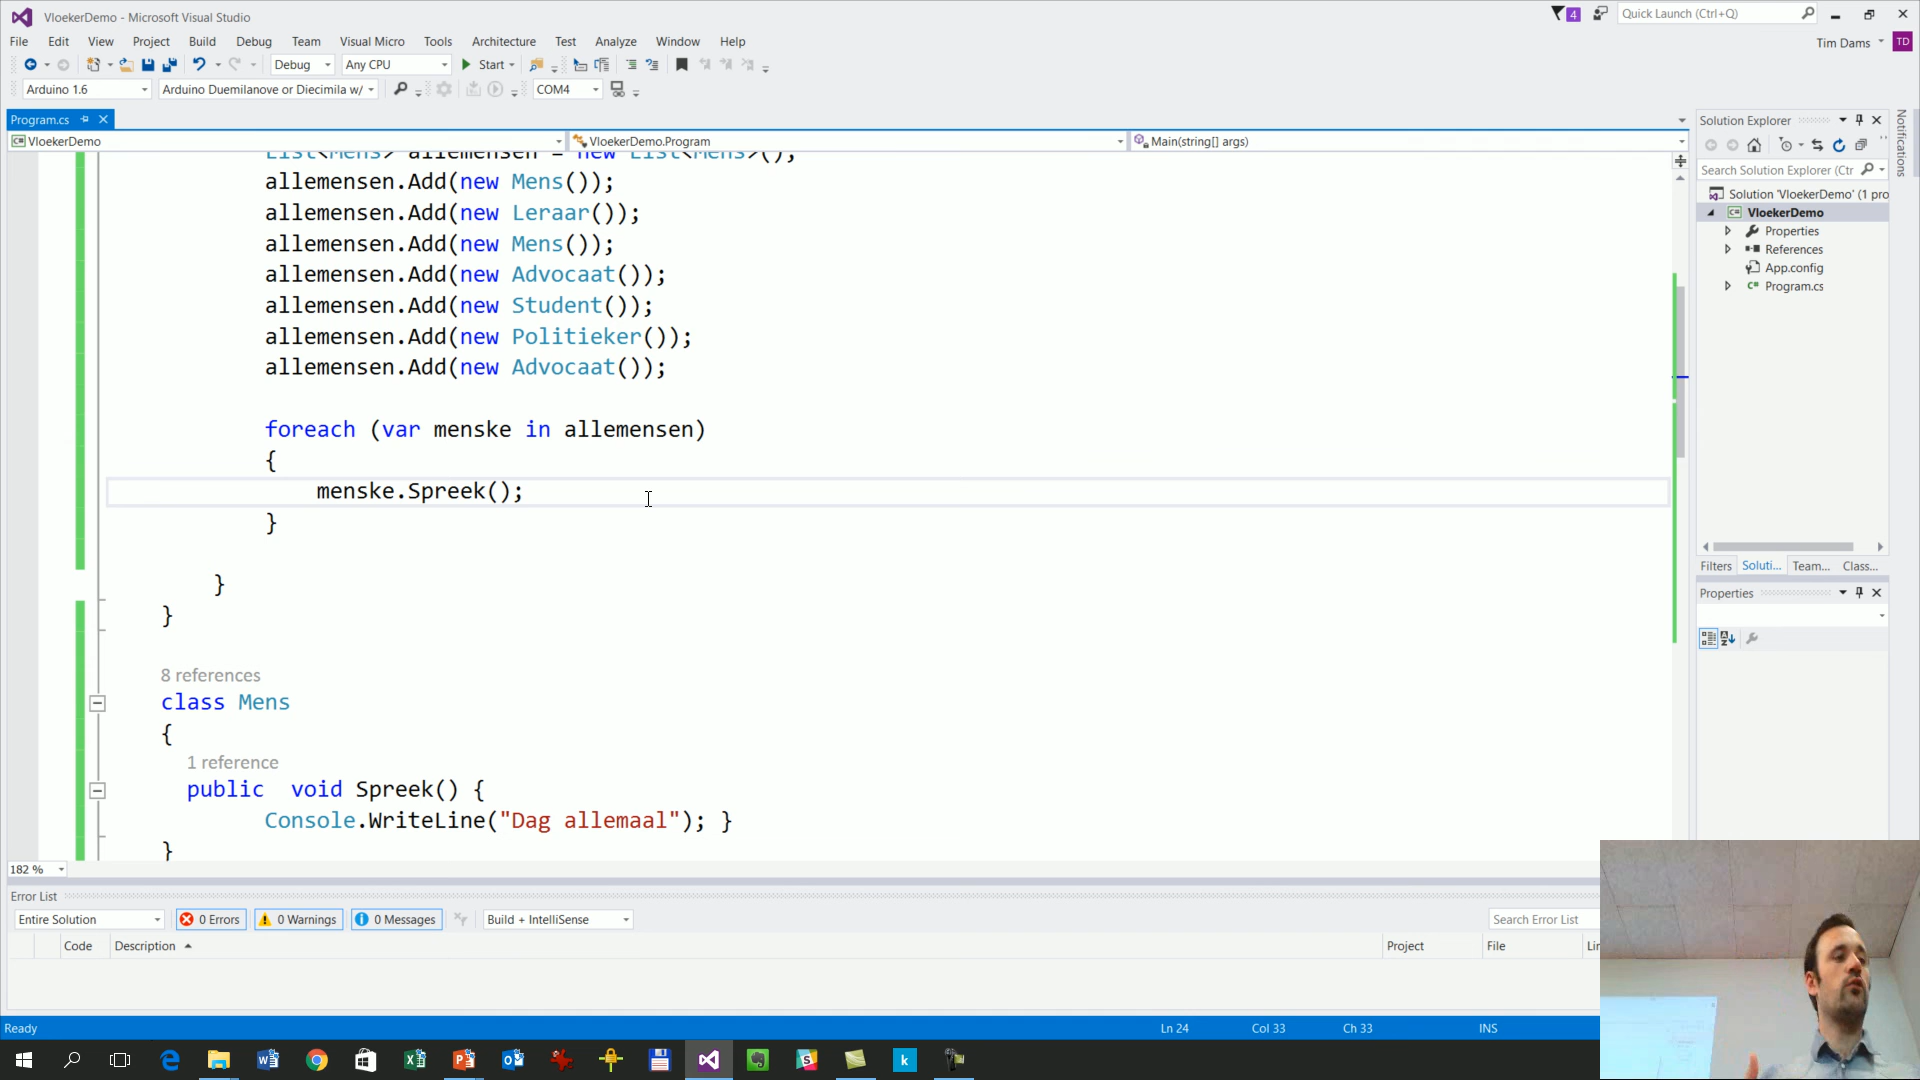 VloekerDemo - Microsoft Visual Studio
4
Quick Launch (Ctrl+Q)
File Edit View Project Build Debug Team Visual Micro Tools Architecture Test Analyze Window Help
Tim Dams TD
Debug Any CPU Start
Arduino 1.6 Arduino Duemilanove or Diecimila w/ COM4
Program.cs
VloekerDemo VloekerDemo.Program Main(string[] args)
List<Mens> allemensen = new List<Mens>();
allemensen.Add(new Mens());
allemensen.Add(new Leraar());
allemensen.Add(new Mens());
allemensen.Add(new Advocaat());
allemensen.Add(new Student());
allemensen.Add(new Politieker());
allemensen.Add(new Advocaat());
foreach (var menske in allemensen)
{
menske.Spreek();
}
}
}
8 references
class Mens
{
1 reference
public  void Spreek() {
Console.WriteLine("Dag allemaal"); }
}
182 %
Solution Explorer
Search Solution Explorer (Ctr
Solution 'VloekerDemo' (1 pro
VloekerDemo
Properties
References
App.config
Program.cs
Filters Soluti... Team... Class...
Properties
Notifications
Error List
Entire Solution 0 Errors 0 Warnings 0 Messages Build + IntelliSense Search Error List
Code Description Project File Lin
Ready Ln 24 Col 33 Ch 33 INS